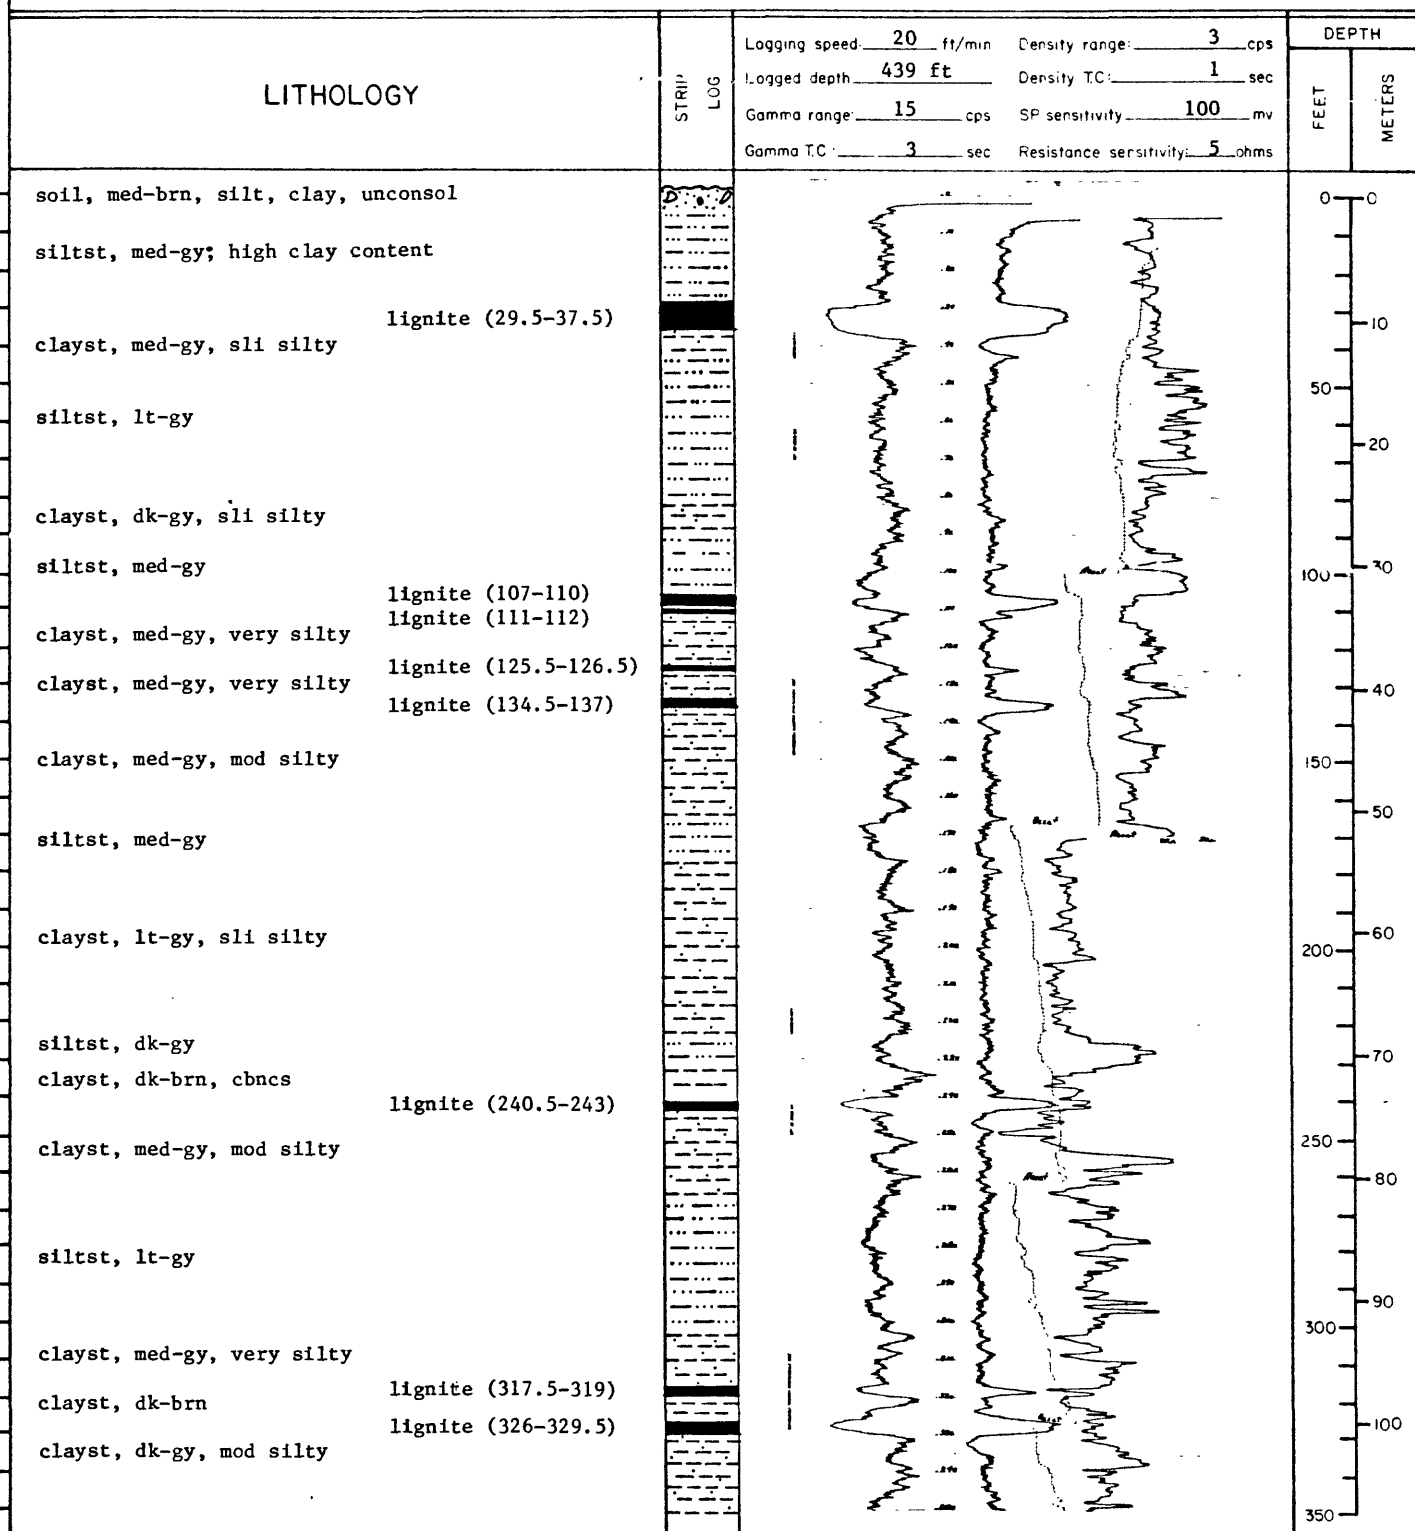 LITHOLOGY
STRIP LOG
Logging speed: 20 ft/min Density range: 3 cps
Logged depth 439 ft Density T.C.: 1 sec
Gamma range: 15 cps SP sensitivity 100 mv
Gamma T.C.: 3 sec Resistance sersitivity: 5 ohms
DEPTH
FEET METERS
soil, med-brn, silt, clay, unconsol
siltst, med-gy; high clay content
lignite (29.5-37.5)
clayst, med-gy, sli silty
siltst, lt-gy
clayst, dk-gy, sli silty
siltst, med-gy
lignite (107-110)
lignite (111-112)
clayst, med-gy, very silty
lignite (125.5-126.5)
clayst, med-gy, very silty
lignite (134.5-137)
clayst, med-gy, mod silty
siltst, med-gy
clayst, lt-gy, sli silty
siltst, dk-gy
clayst, dk-brn, cbncs
lignite (240.5-243)
clayst, med-gy, mod silty
siltst, lt-gy
clayst, med-gy, very silty
lignite (317.5-319)
clayst, dk-brn
lignite (326-329.5)
clayst, dk-gy, mod silty
0 0
10
50
20
30
100
40
150
50
60
200
70
250
80
90
300
100
350